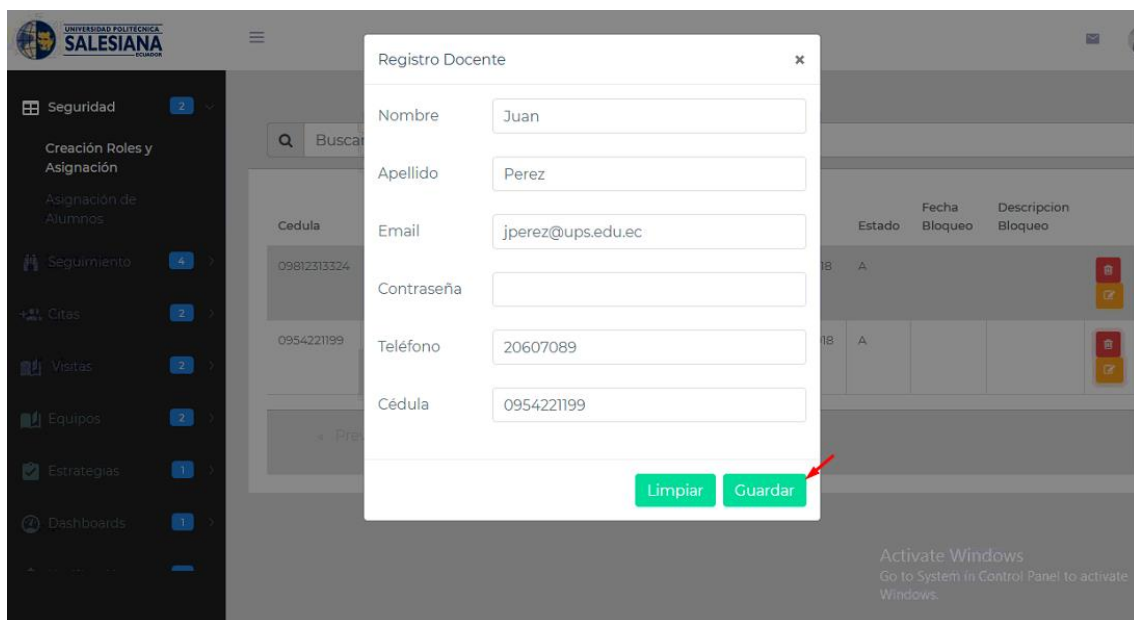 UNIVERSIDAD POLITÉCNICA
SALESIANA
ECUADOR
Registro Docente
×
Seguridad 2
Creación Roles y
Asignación
Asignación de
Alumnos
Seguimiento 4
Citas 2
Visitas 2
Equipos 2
Estrategias 1
Dashboards 1
Buscar
Cedula
Estado
Fecha
Bloqueo
Descripcion
Bloqueo
09812313324
18
A
0954221199
18
A
« Prev
Nombre
Juan
Apellido
Perez
Email
jperez@ups.edu.ec
Contraseña
Teléfono
20607089
Cédula
0954221199
Limpiar
Guardar
Activate Windows
Go to System in Control Panel to activate
Windows.